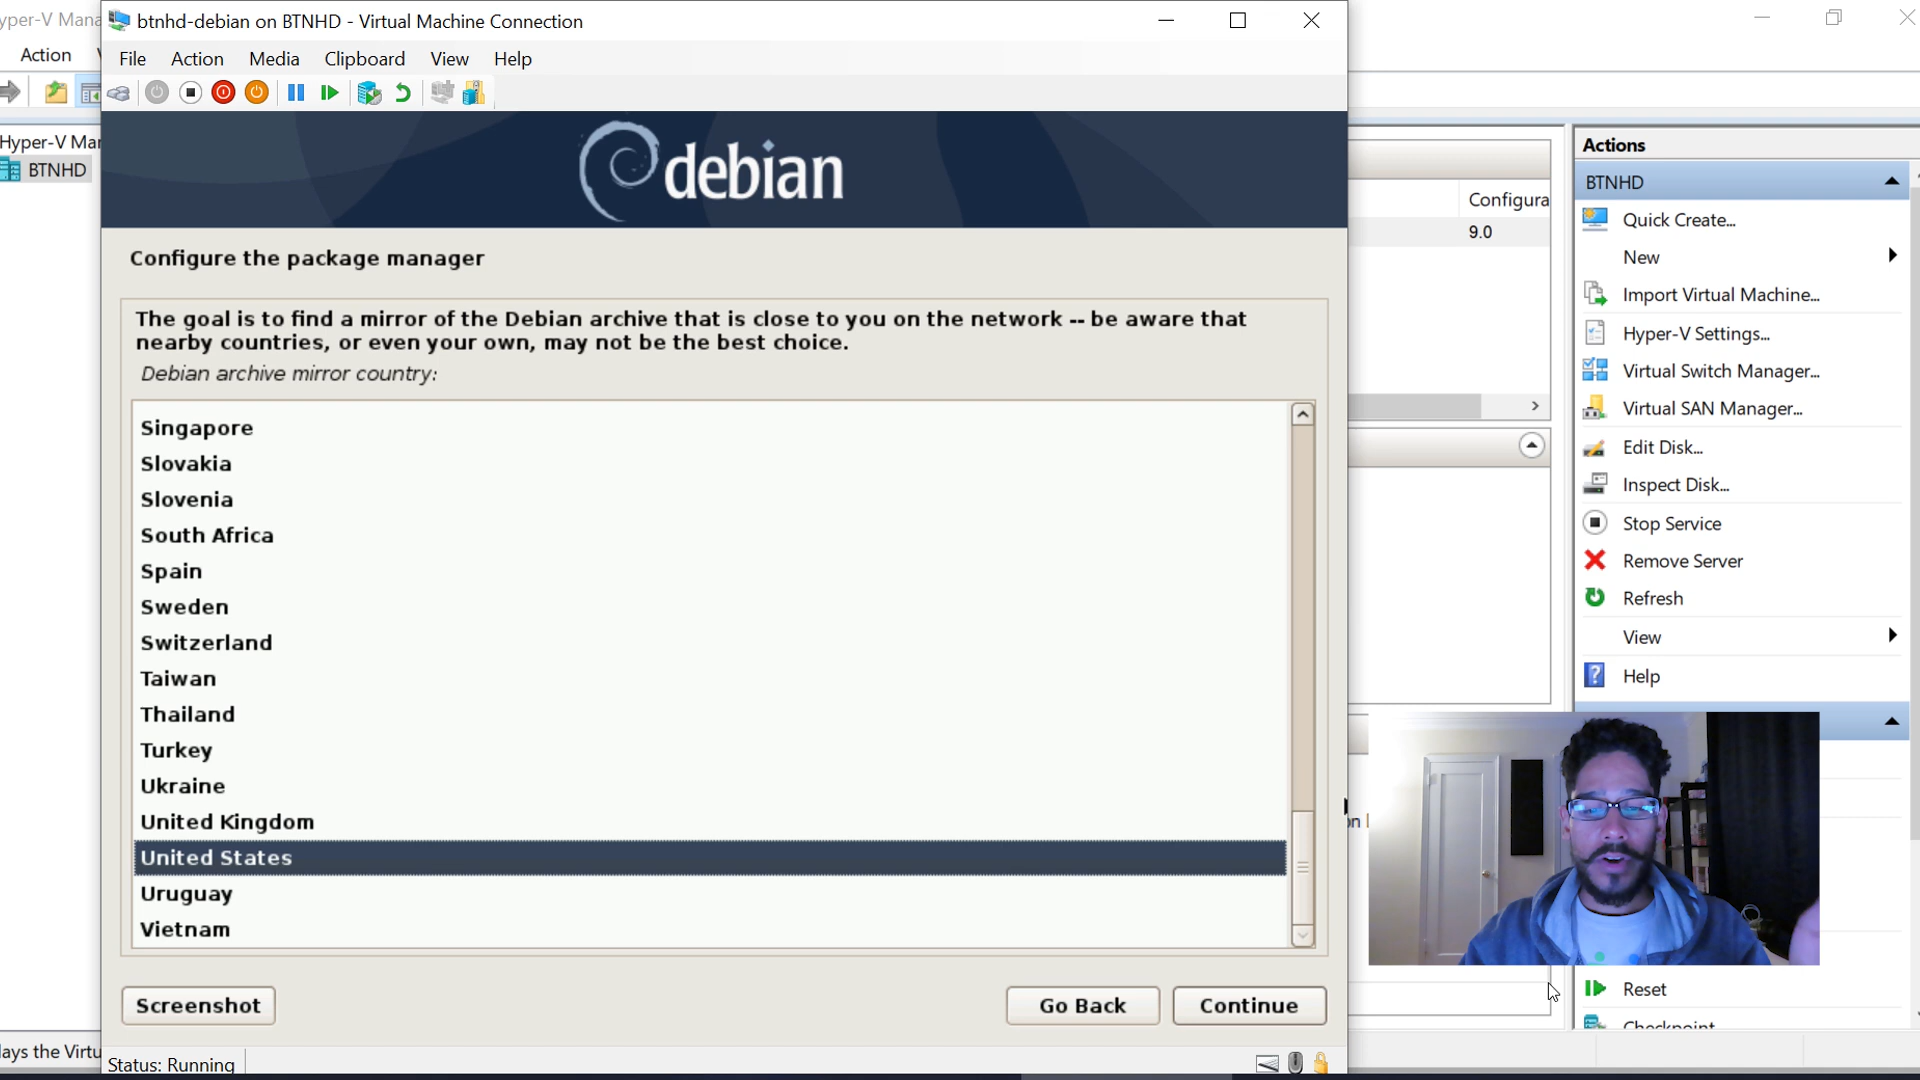 yper-V Mana
Action
btnhd-debian on BTNHD - Virtual Machine Connection
File Action Media Clipboard View Help
Hyper-V Mar
BTNHD
debian
Configure the package manager
The goal is to find a mirror of the Debian archive that is close to you on the network -- be aware that
nearby countries, or even your own, may not be the best choice.
Debian archive mirror country:
Singapore
Slovakia
Slovenia
South Africa
Spain
Sweden
Switzerland
Taiwan
Thailand
Turkey
Ukraine
United Kingdom
United States
Uruguay
Vietnam
Screenshot
Go Back
Continue
lays the Virtu
Status: Running
Configura
9.0
Actions
BTNHD
Quick Create...
New
Import Virtual Machine...
Hyper-V Settings...
Virtual Switch Manager...
Virtual SAN Manager...
Edit Disk...
Inspect Disk...
Stop Service
Remove Server
Refresh
View
Help
Reset
Checkpoint